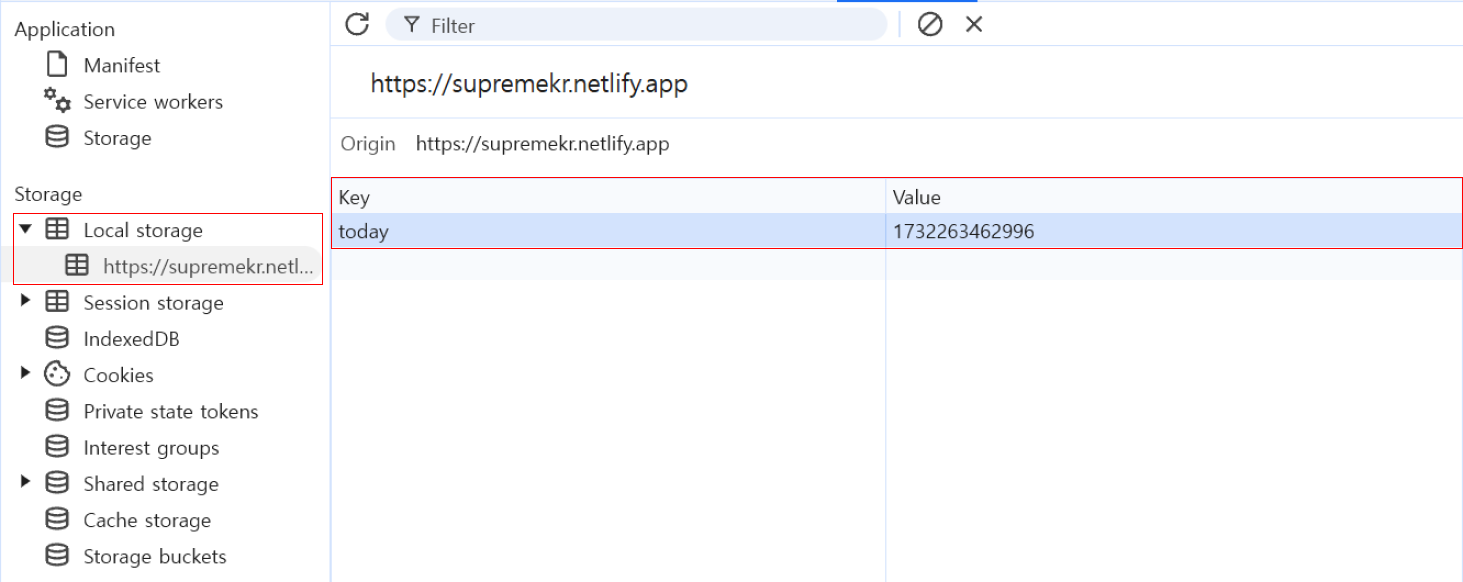 Application
Manifest
Service workers
Storage
Storage
Local storage
https://supremekr.netl...
Session storage
IndexedDB
Cookies
Private state tokens
Interest groups
Shared storage
Cache storage
Storage buckets
Filter
https://supremekr.netlify.app
Origin https://supremekr.netlify.app
Key Value
today 1732263462996